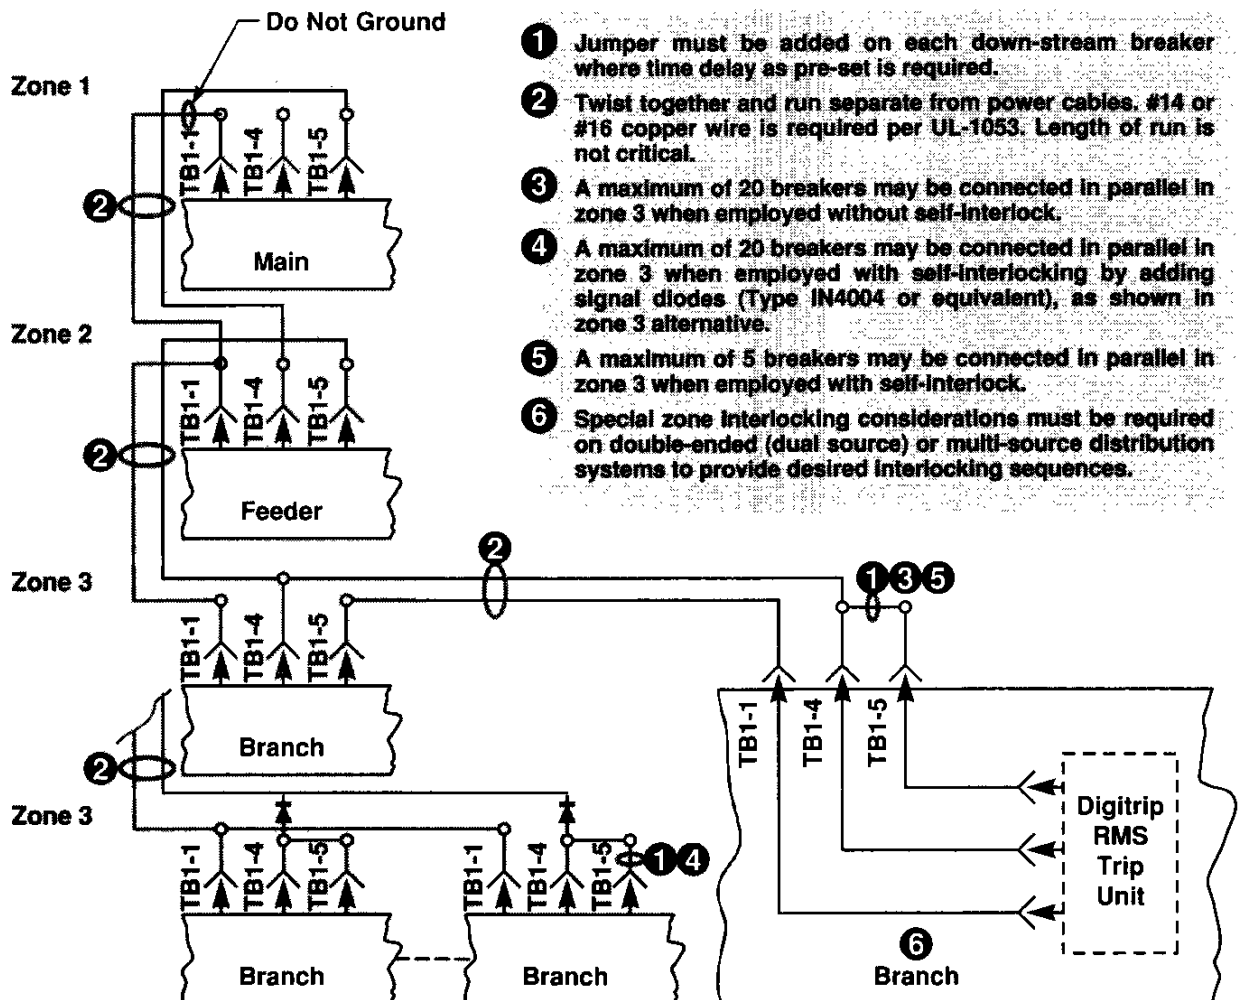 Do Not Ground
Zone 1
TB1-1
TB1-4
TB1-5
2
Main
Zone 2
TB1-1
TB1-4
TB1-5
2
Feeder
1 Jumper must be added on each down-stream breaker
where time delay as pre-set is required.
2 Twist together and run separate from power cables. #14 or
#16 copper wire is required per UL-1053. Length of run is
not critical.
3 A maximum of 20 breakers may be connected in parallel in
zone 3 when employed without self-interlock.
4 A maximum of 20 breakers may be connected in parallel in
zone 3 when employed with self-interlocking by adding
signal diodes (Type IN4004 or equivalent), as shown in
zone 3 alternative.
5 A maximum of 5 breakers may be connected in parallel in
zone 3 when employed with self-interlock.
6 Special zone interlocking considerations must be required
on double-ended (dual source) or multi-source distribution
systems to provide desired interlocking sequences.
Zone 3
2
1 3 5
TB1-1
TB1-4
TB1-5
Branch
2
TB1-1
TB1-4
TB1-5
Digitrip
RMS
Trip
Unit
6
Branch
Zone 3
TB1-1
TB1-4
TB1-5
Branch
TB1-1
TB1-4
TB1-5
1 4
Branch